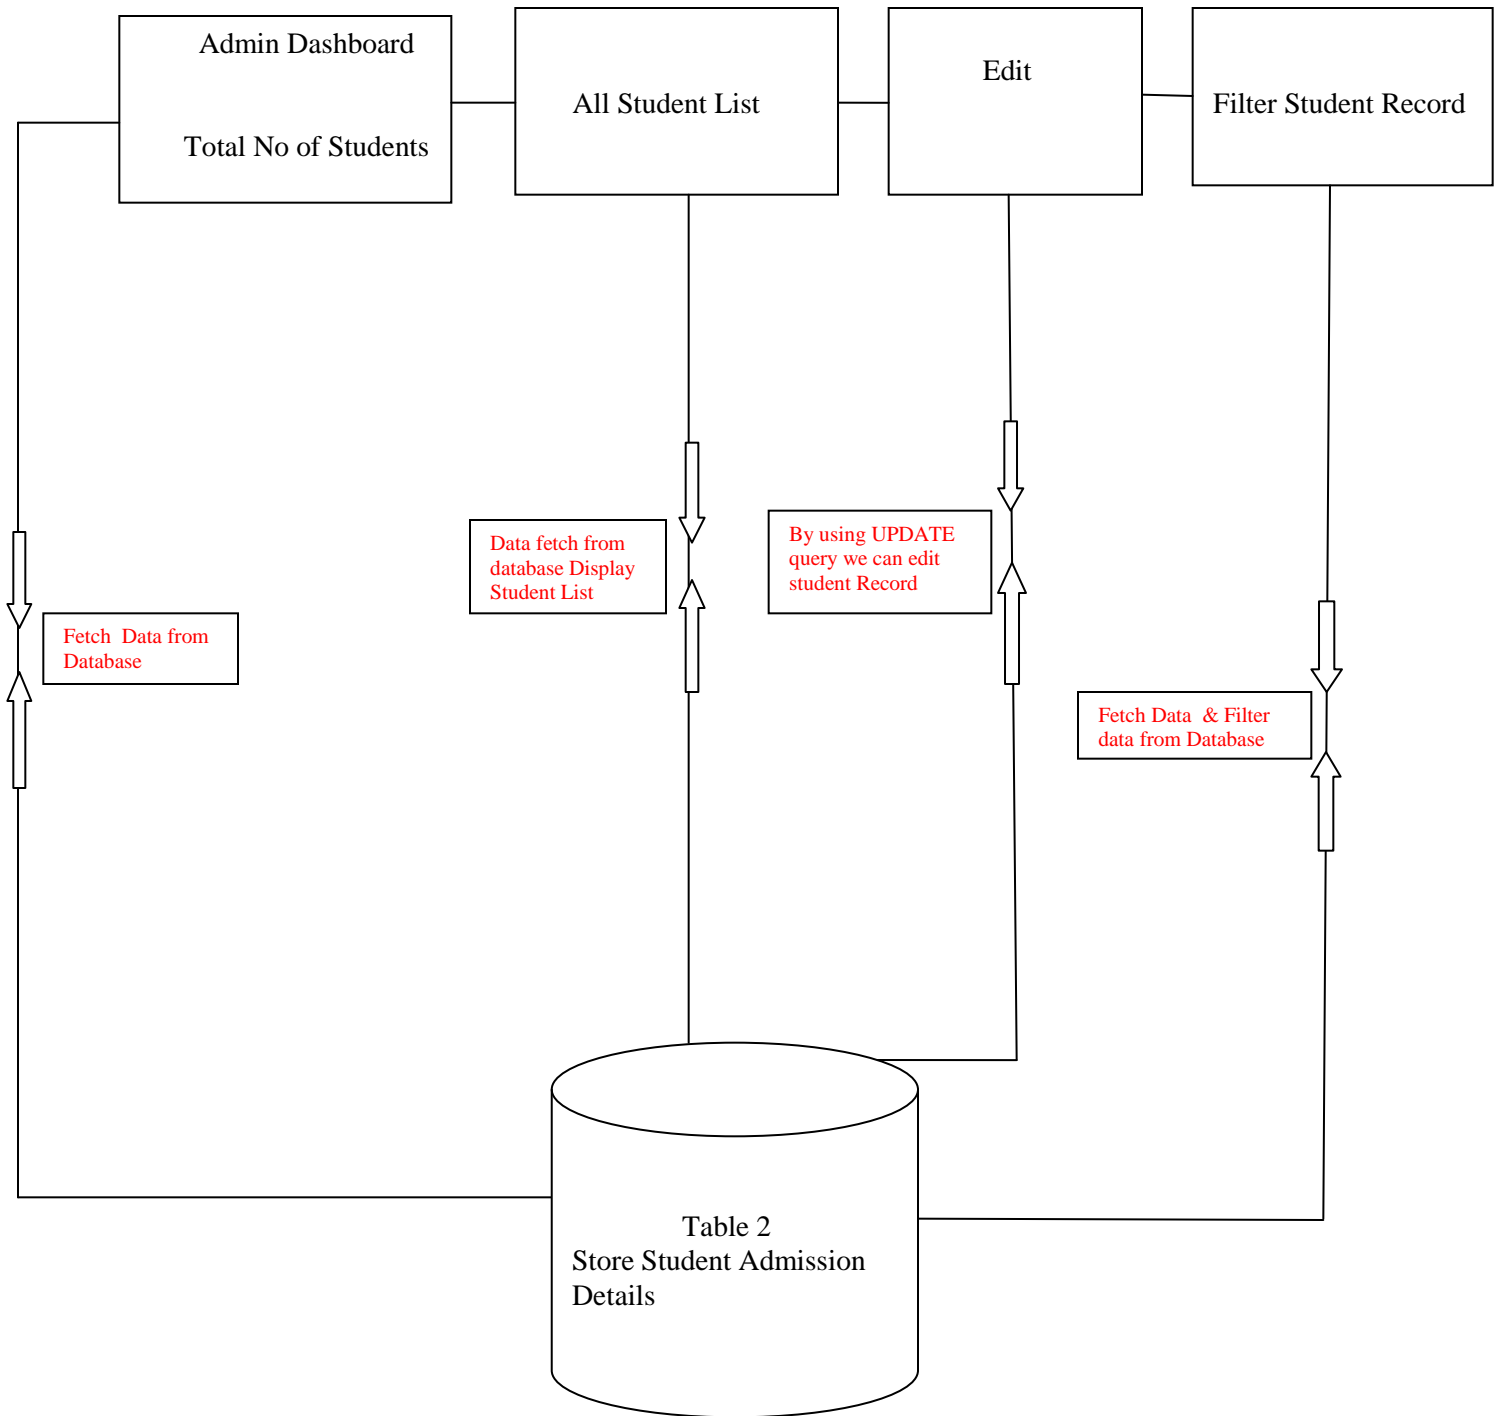 Admin Dashboard
Total No of Students
All Student List
Edit
Filter Student Record
Fetch  Data from
Database
Data fetch from
database Display
Student List
By using UPDATE
query we can edit
student Record
Fetch Data  & Filter
data from Database
Table 2
Store Student Admission
Details